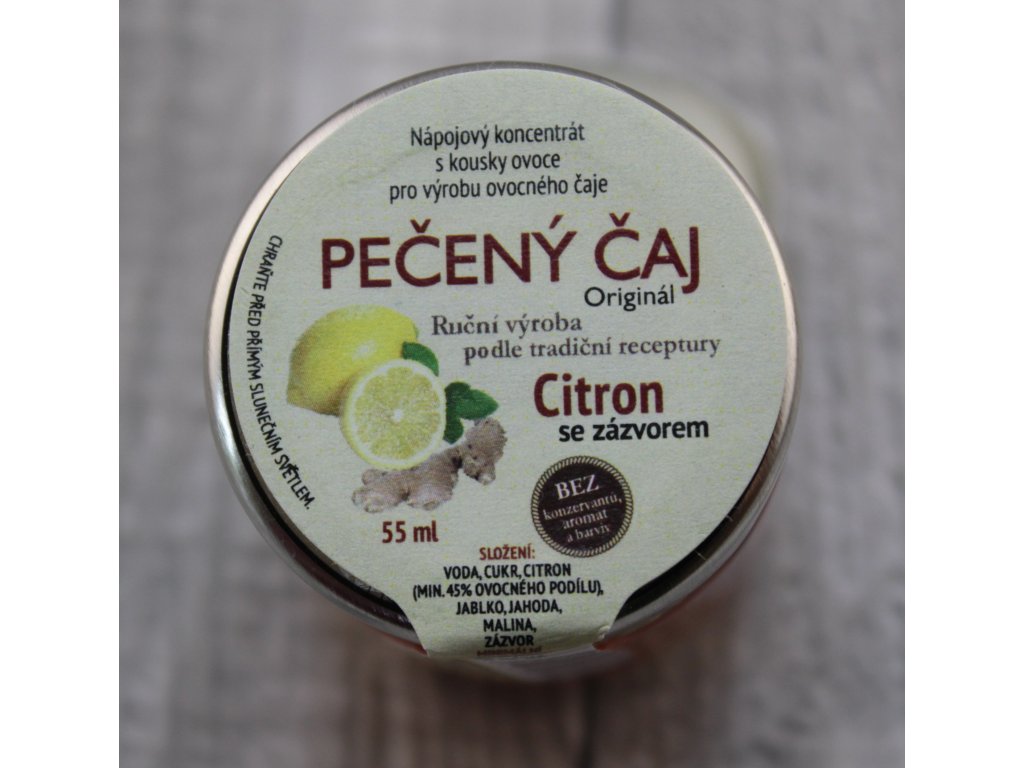 Nápojový koncentrát
s kousky ovoce
pro výrobu ovocného čaje
PEČENÝ ČAJ
Originál
Ruční výroba
podle tradiční receptury
Citron
se zázvorem
CHRAŇTE PŘED PŘÍMÝM SLUNEČNÍM SVĚTLEM.
BEZ
konzervantů,
aromat
a barviv
55 ml
SLOŽENÍ:
VODA, CUKR, CITRON
(MIN. 45% OVOCNÉHO PODÍLU),
JABLKO, JAHODA,
MALINA,
ZÁZVOR